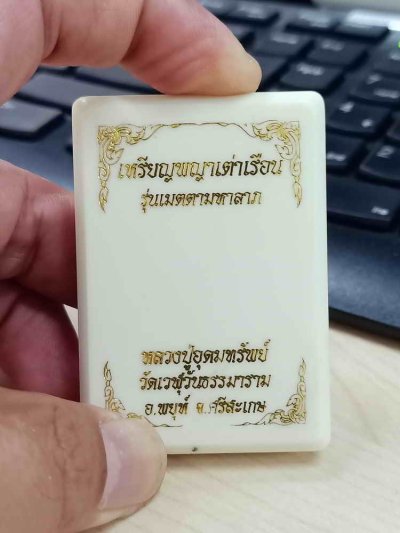 เหรียญพญาเต่าเรือน
รุ่นเมตตามหาลาภ
หลวงปู่อุดมทรัพย์
วัดเวฬุวันธรรมาราม
อ.พยุห์ จ.ศรีสะเกษ